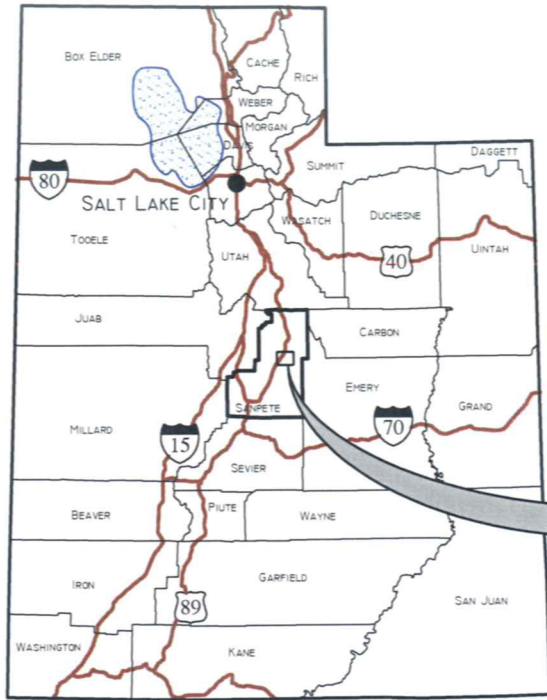 BOX ELDER
CACHE
RICH
WEBER
MORGAN
DAVIS
DAGGETT
SUMMIT
80
SALT LAKE CITY
WASATCH
DUCHESNE
TOOELE
UTAH
40
UINTAH
JUAB
CARBON
EMERY
SANPETE
GRAND
MILLARD
15
70
SEVIER
BEAVER
PIUTE
WAYNE
IRON
GARFIELD
89
SAN JUAN
WASHINGTON
KANE